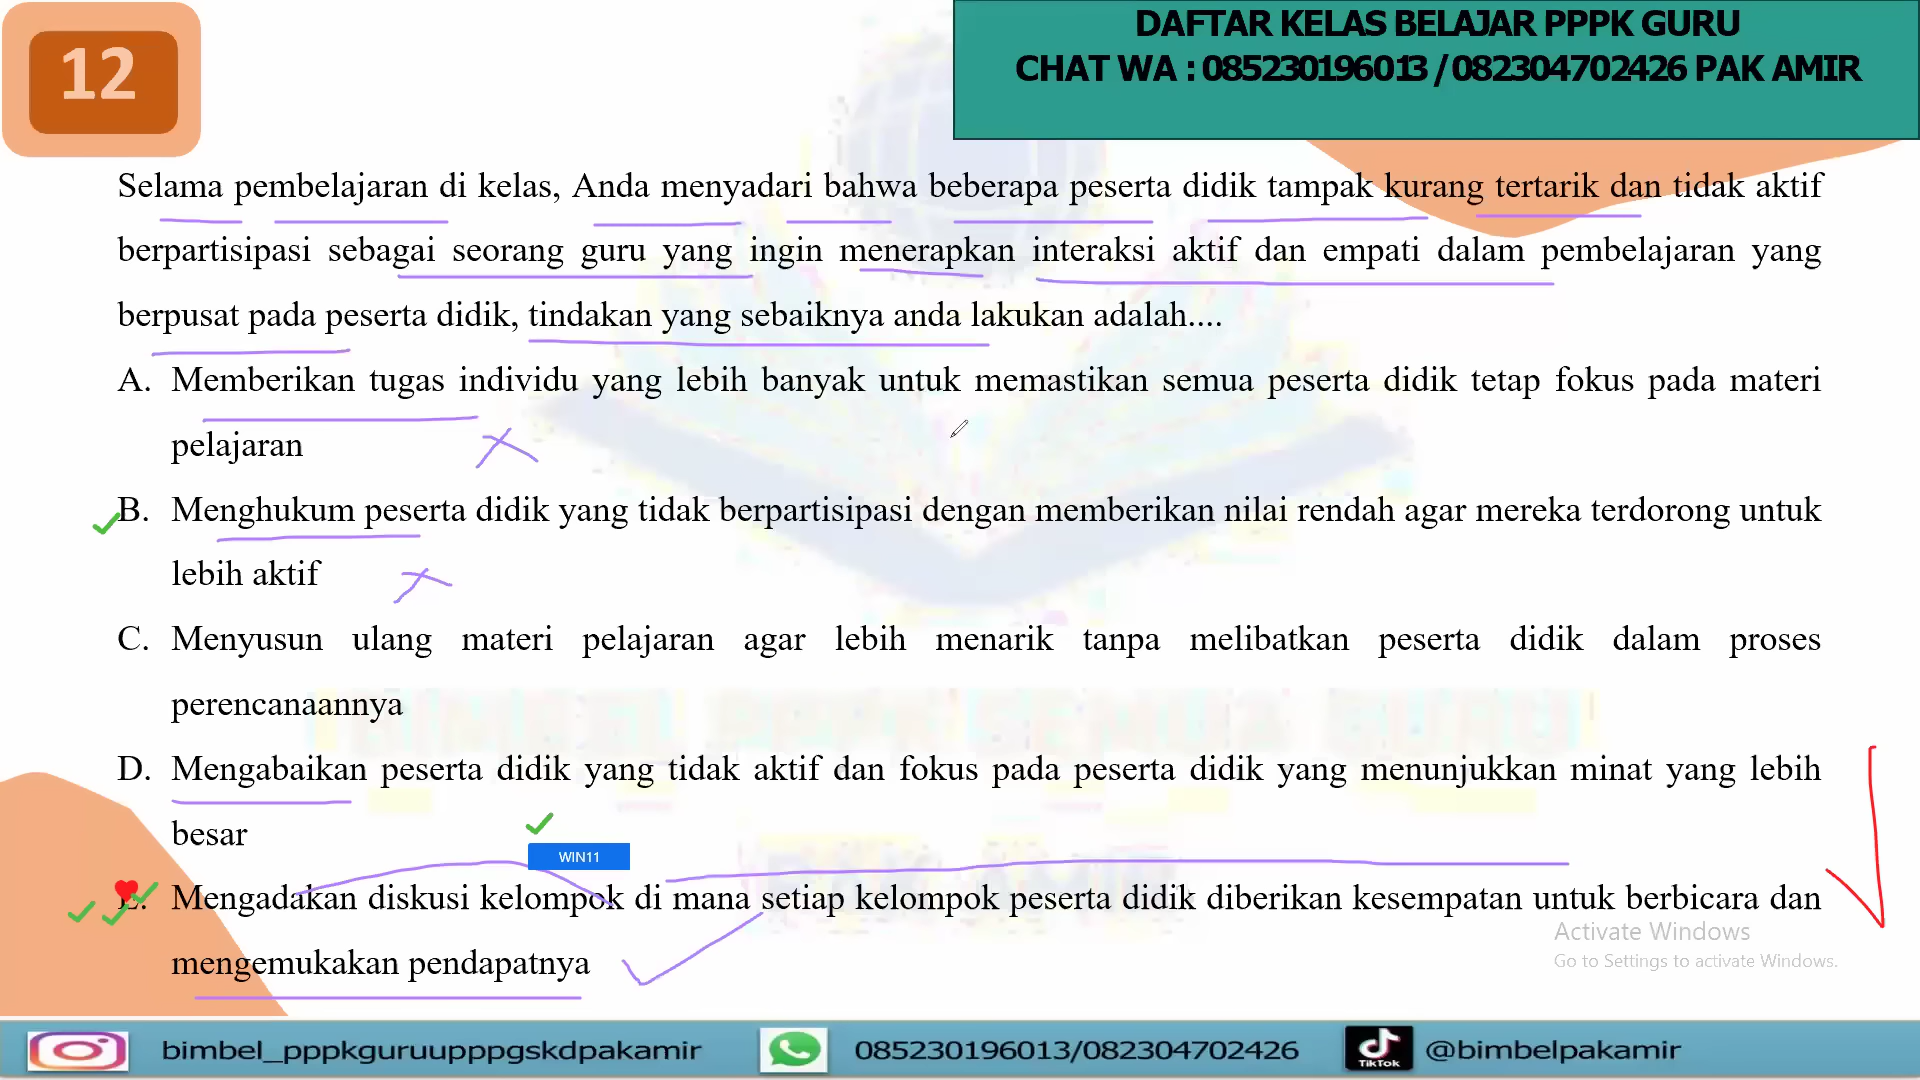 12
DAFTAR KELAS BELAJAR PPPK GURU
CHAT WA : 085230196013 / 082304702426 PAK AMIR
Selama pembelajaran di kelas, Anda menyadari bahwa beberapa peserta didik tampak kurang tertarik dan tidak aktif
berpartisipasi sebagai seorang guru yang ingin menerapkan interaksi aktif dan empati dalam pembelajaran yang
berpusat pada peserta didik, tindakan yang sebaiknya anda lakukan adalah....
A. Memberikan tugas individu yang lebih banyak untuk memastikan semua peserta didik tetap fokus pada materi
pelajaran
B. Menghukum peserta didik yang tidak berpartisipasi dengan memberikan nilai rendah agar mereka terdorong untuk
lebih aktif
C. Menyusun ulang materi pelajaran agar lebih menarik tanpa melibatkan peserta didik dalam proses
perencanaannya
D. Mengabaikan peserta didik yang tidak aktif dan fokus pada peserta didik yang menunjukkan minat yang lebih
besar
WIN11
E. Mengadakan diskusi kelompok di mana setiap kelompok peserta didik diberikan kesempatan untuk berbicara dan
mengemukakan pendapatnya
Activate Windows
Go to Settings to activate Windows.
bimbel_pppkguruupppgskdpakamir
085230196013/082304702426
TikTok
@bimbelpakamir